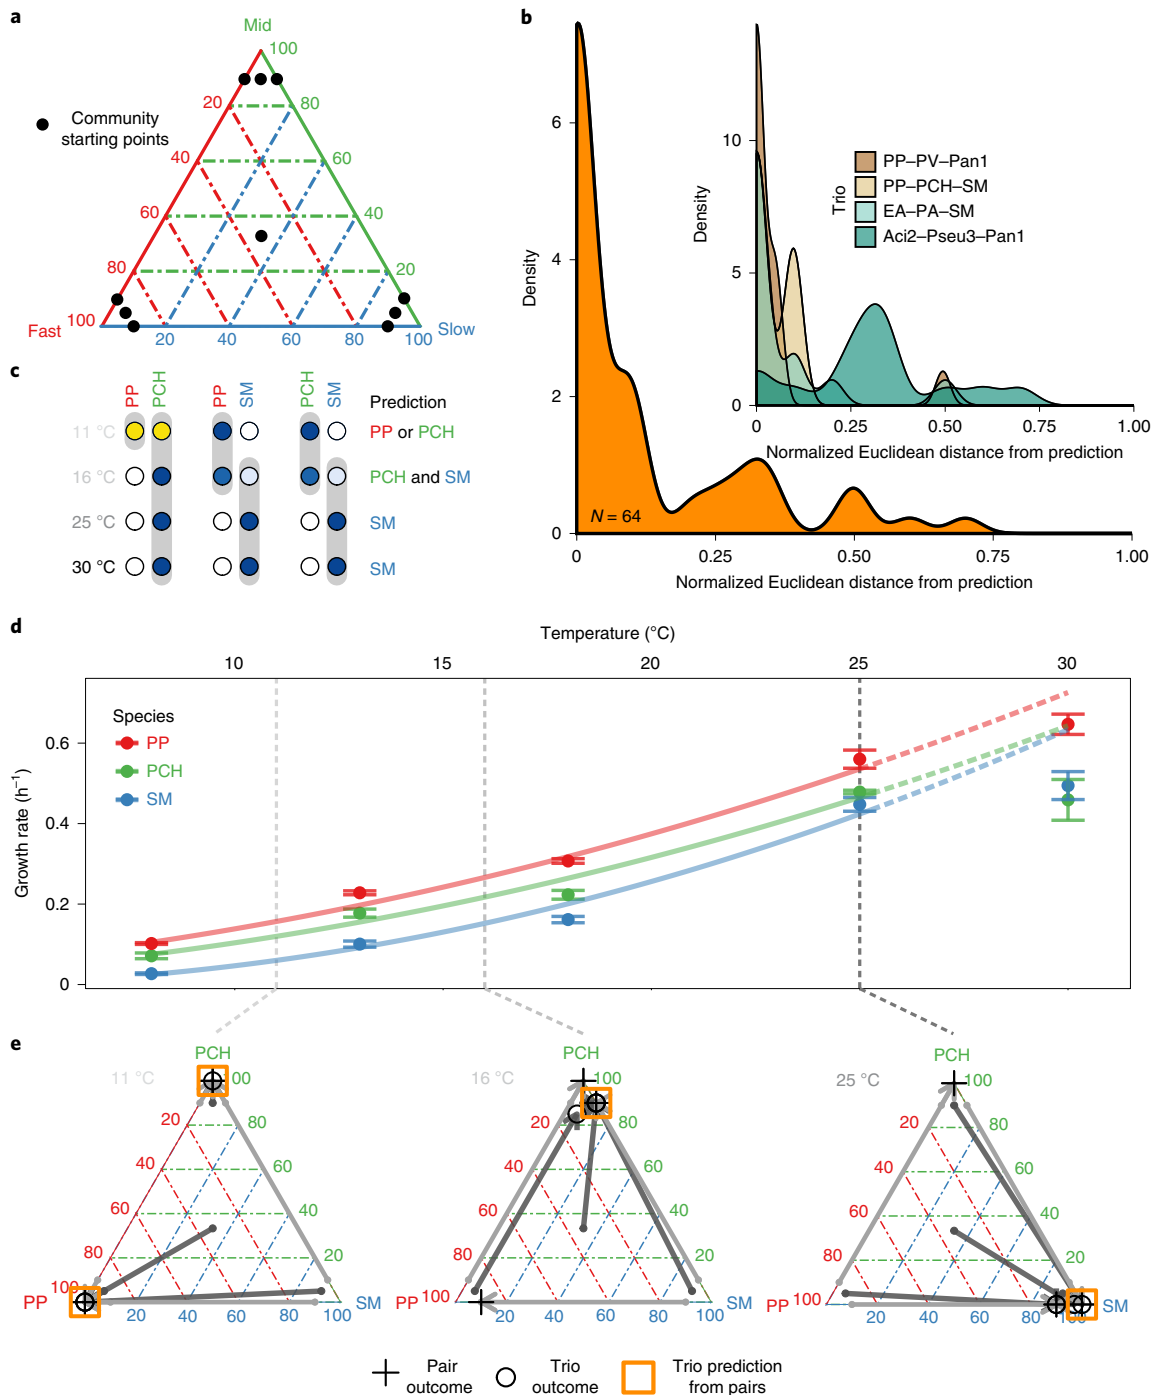 a
Mid
100
20
80
40
60
60
40
80
20
Fast
100
20
40
60
80
100
Slow
Community
starting points
b
Density
6
4
2
0
N = 64
0
0.25
0.50
0.75
1.00
Normalized Euclidean distance from prediction
Density
10
5
0
0
0.25
0.50
0.75
1.00
Normalized Euclidean distance from prediction
Trio
PP–PV–Pan1
PP–PCH–SM
EA–PA–SM
Aci2–Pseu3–Pan1
c
PP
PCH
PP
SM
PCH
SM
Prediction
11 °C
PP or PCH
16 °C
PCH and SM
25 °C
SM
30 °C
SM
d
Temperature (°C)
10
15
20
25
30
Growth rate (h⁻¹)
0.6
0.4
0.2
0
Species
PP
PCH
SM
e
PCH
11 °C
00
20
80
40
60
60
40
80
20
100
PP
20
40
60
80
100
SM
PCH
16 °C
100
20
80
40
60
60
40
80
20
PP
100
20
40
60
80
100
SM
PCH
25 °C
100
20
80
40
60
60
40
80
20
PP
100
20
40
60
80
SM
Pair
outcome
Trio
outcome
Trio prediction
from pairs